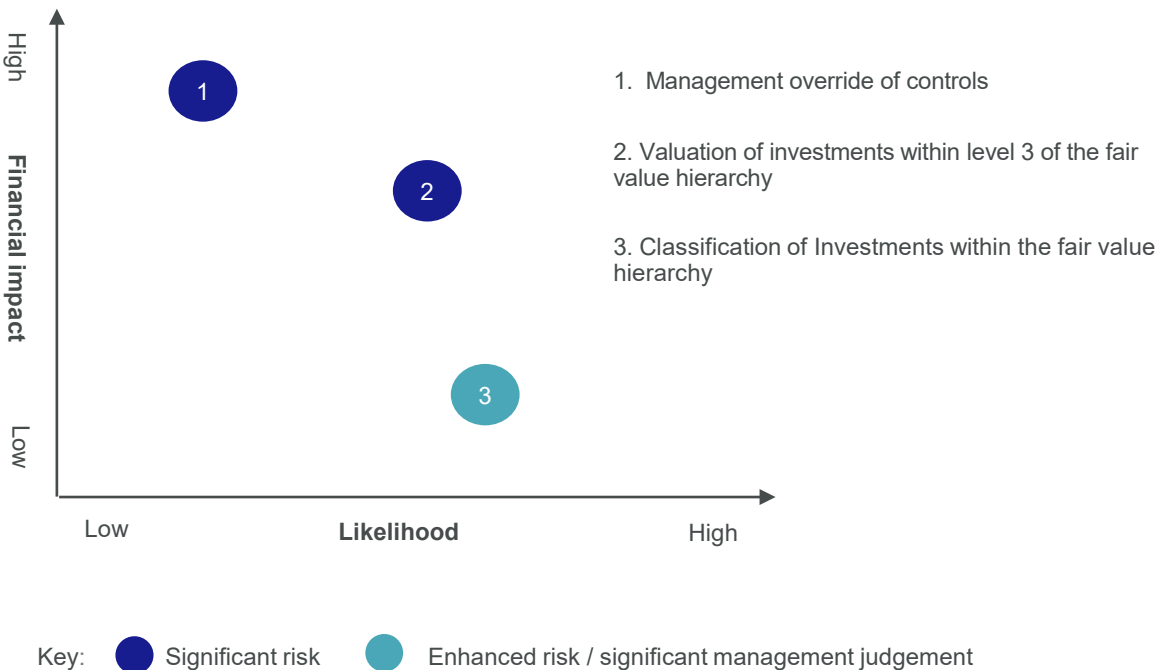 High
Financial impact
Low
1
2
3
1. Management override of controls
2. Valuation of investments within level 3 of the fair
value hierarchy
3. Classification of Investments within the fair value
hierarchy
Low
Likelihood
High
Key:
Significant risk
Enhanced risk / significant management judgement